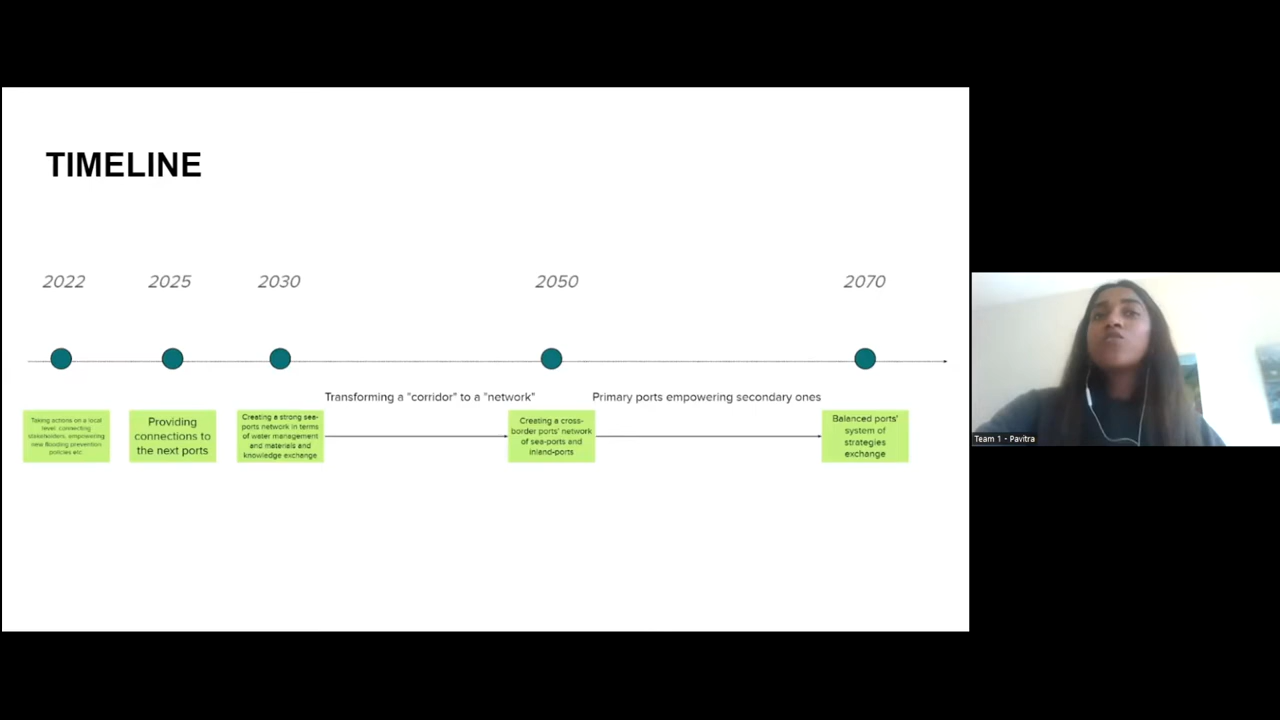 TIMELINE
2022 2025 2030 2050 2070
Transforming a "corridor" to a "network" Primary ports empowering secondary ones
Taking actions on a local
level: connecting
stakeholders, empowering
new flooding prevention
policies etc
Providing
connections to
the next ports
Creating a strong sea-
ports network in terms
of water management
and materials and
knowledge exchange
Creating a cross-
border ports' network
of sea-ports and
inland-ports
Balanced ports'
system of
strategies
exchange
Team 1 - Pavitra